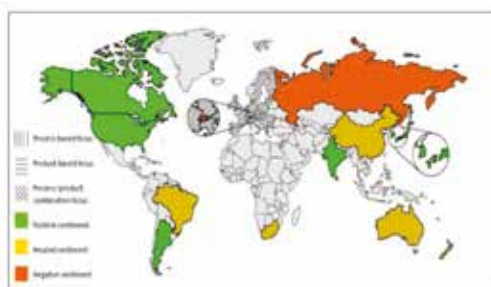 Process based focus
Product based focus
Process/product
combination focus
Positive sentiment
Neutral sentiment
Negative sentiment